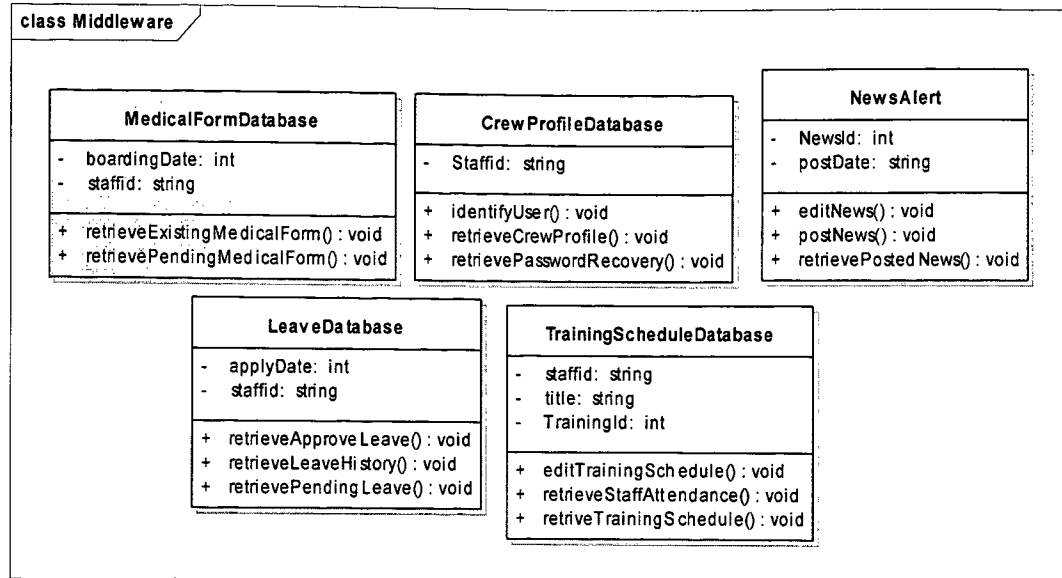 class Middleware
MedicalFormDatabase
- boardingDate: int
- staffid: string
+ retrieveExistingMedicalForm() : void
+ retrievePendingMedicalForm() : void
CrewProfileDatabase
- Staffid: string
+ identifyUser() : void
+ retrieveCrewProfile() : void
+ retrievePasswordRecovery() : void
NewsAlert
- NewsId: int
- postDate: string
+ editNews() : void
+ postNews() : void
+ retrievePostedNews() : void
LeaveDatabase
- applyDate: int
- staffid: string
+ retrieveApproveLeave() : void
+ retrieveLeaveHistory() : void
+ retrievePendingLeave() : void
TrainingScheduleDatabase
- staffid: string
- title: string
- TrainingId: int
+ editTrainingSchedule() : void
+ retrieveStaffAttendance() : void
+ retriveTrainingSchedule() : void